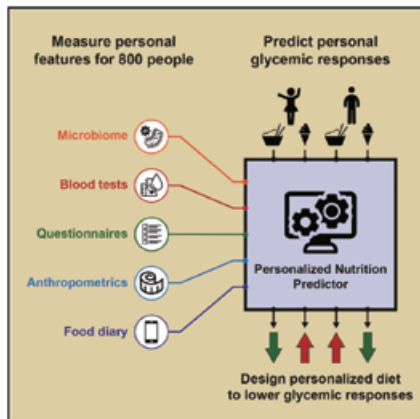 Measure personal
features for 800 people
Predict personal
glycemic responses
Microbiome
Blood tests
Questionnaires
Anthropometrics
Food diary
Personalized Nutrition
Predictor
Design personalized diet
to lower glycemic responses